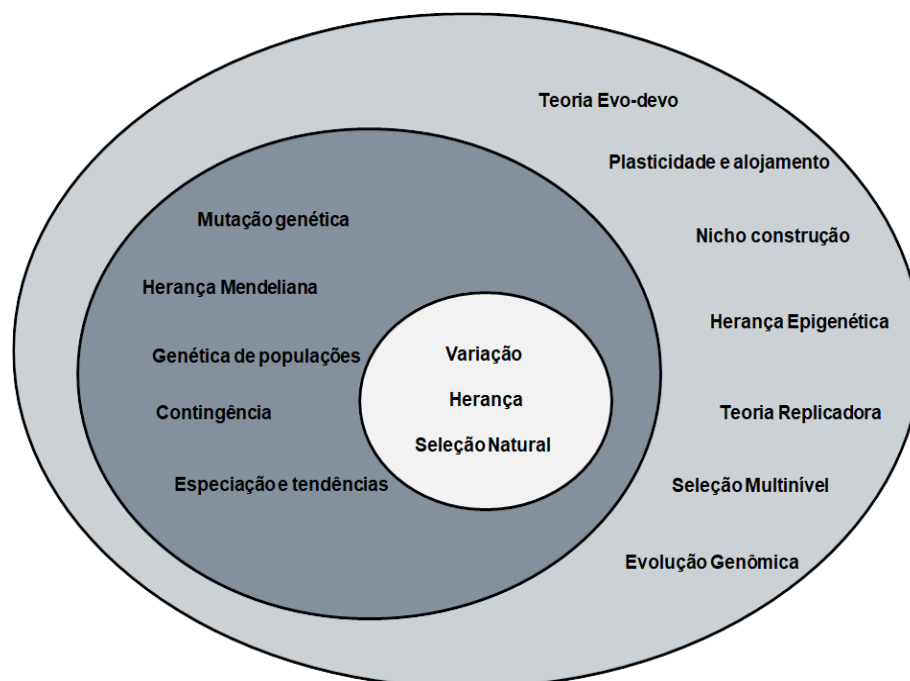 Teoria Evo-devo
Plasticidade e alojamento
Mutação genética
Nicho construção
Herança Mendeliana
Herança Epigenética
Genética de populações
Variação
Herança
Contingência
Teoria Replicadora
Seleção Natural
Especiação e tendências
Seleção Multinível
Evolução Genômica